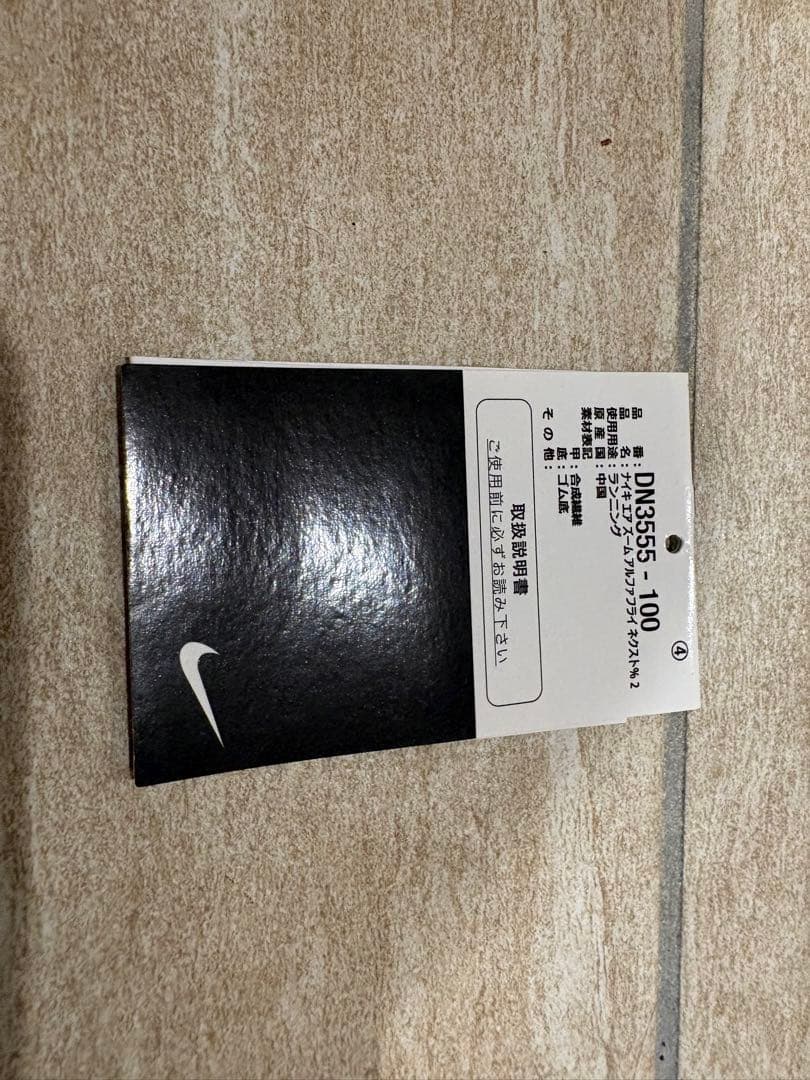 ④
品番：DN3555 - 100
品名：ナイキ エア ズーム アルファフライ ネクスト% 2
使用用途：ランニング
原産国：中国
素材表記 甲：合成繊維
底：ゴム底
その他：
取扱説明書
ご使用前に必ずお読み下さい